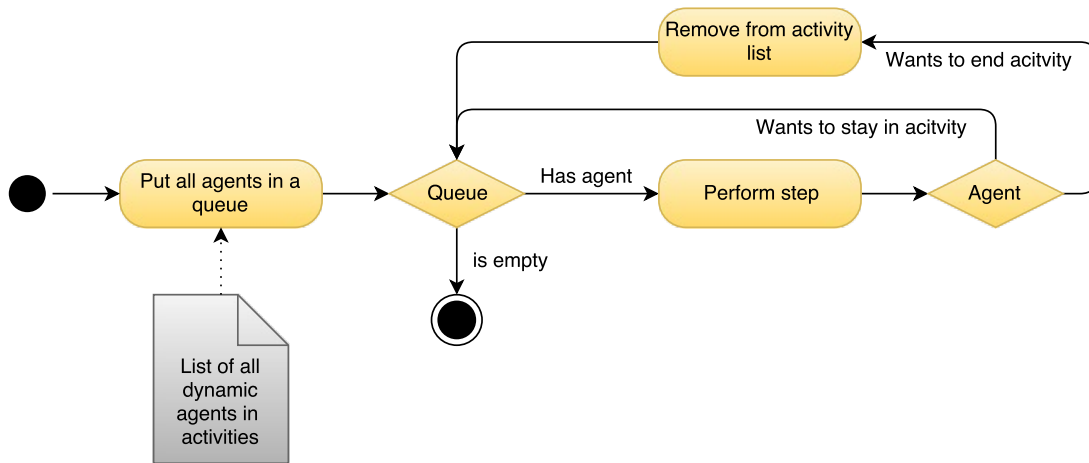 Remove from activity
list
Wants to end acitvity
Wants to stay in acitvity
Put all agents in a
queue
Queue
Has agent
Perform step
Agent
is empty
List of all
dynamic
agents in
activities